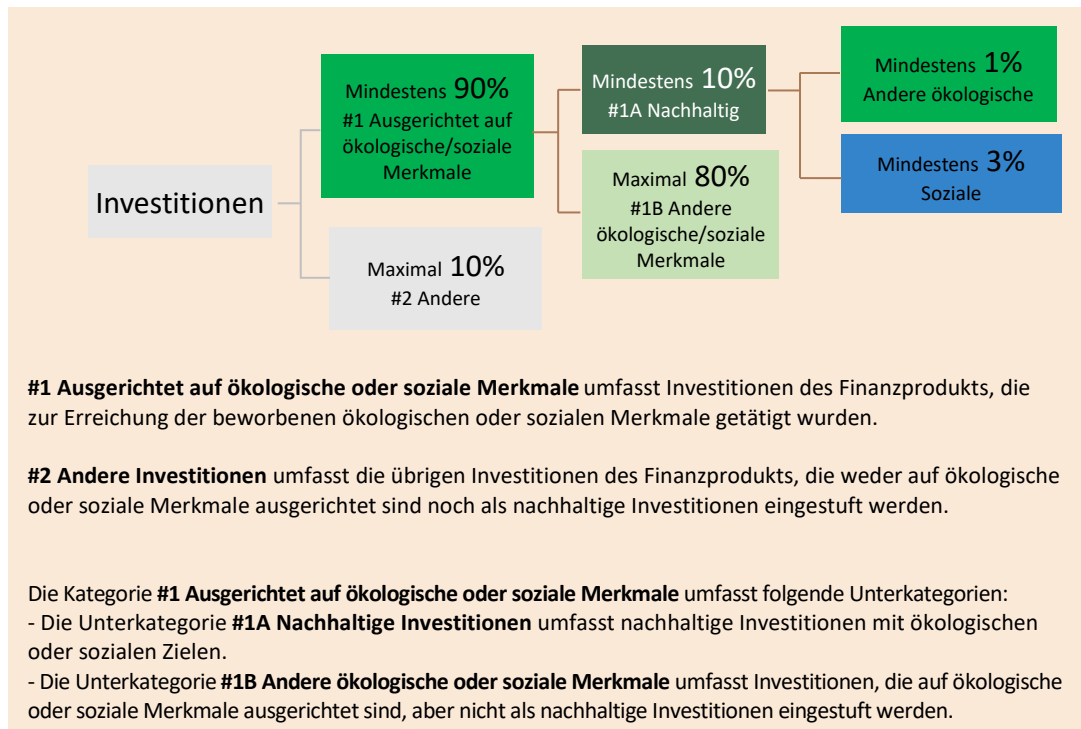 Investitionen
Mindestens 90%
#1 Ausgerichtet auf
ökologische/soziale
Merkmale
Maximal 10%
#2 Andere
Mindestens 10%
#1A Nachhaltig
Maximal 80%
#1B Andere
ökologische/soziale
Merkmale
Mindestens 1%
Andere ökologische
Mindestens 3%
Soziale
#1 Ausgerichtet auf ökologische oder soziale Merkmale umfasst Investitionen des Finanzprodukts, die
zur Erreichung der beworbenen ökologischen oder sozialen Merkmale getätigt wurden.
#2 Andere Investitionen umfasst die übrigen Investitionen des Finanzprodukts, die weder auf ökologische
oder soziale Merkmale ausgerichtet sind noch als nachhaltige Investitionen eingestuft werden.
Die Kategorie #1 Ausgerichtet auf ökologische oder soziale Merkmale umfasst folgende Unterkategorien:
- Die Unterkategorie #1A Nachhaltige Investitionen umfasst nachhaltige Investitionen mit ökologischen
oder sozialen Zielen.
- Die Unterkategorie #1B Andere ökologische oder soziale Merkmale umfasst Investitionen, die auf ökologische
oder soziale Merkmale ausgerichtet sind, aber nicht als nachhaltige Investitionen eingestuft werden.